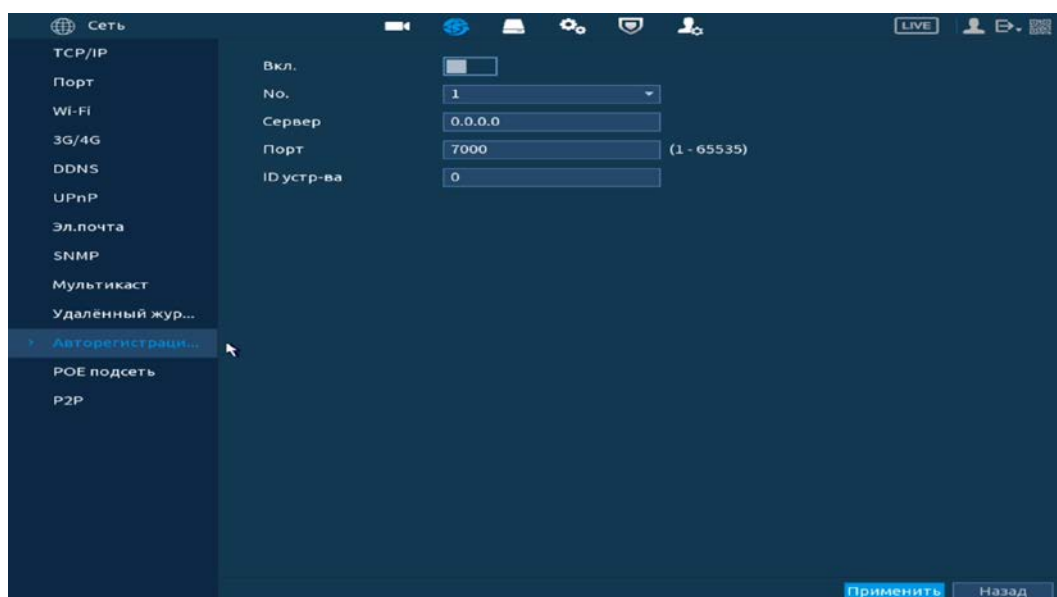 Сеть
LIVE
TCP/IP
Порт
Wi-Fi
3G/4G
DDNS
UPnP
Эл.почта
SNMP
Мультикаст
Удалённый жур...
Авторегистраци...
POE подсеть
P2P
Вкл.
No. 1
Сервер 0.0.0.0
Порт 7000 (1 - 65535)
ID устр-ва 0
Применить Назад